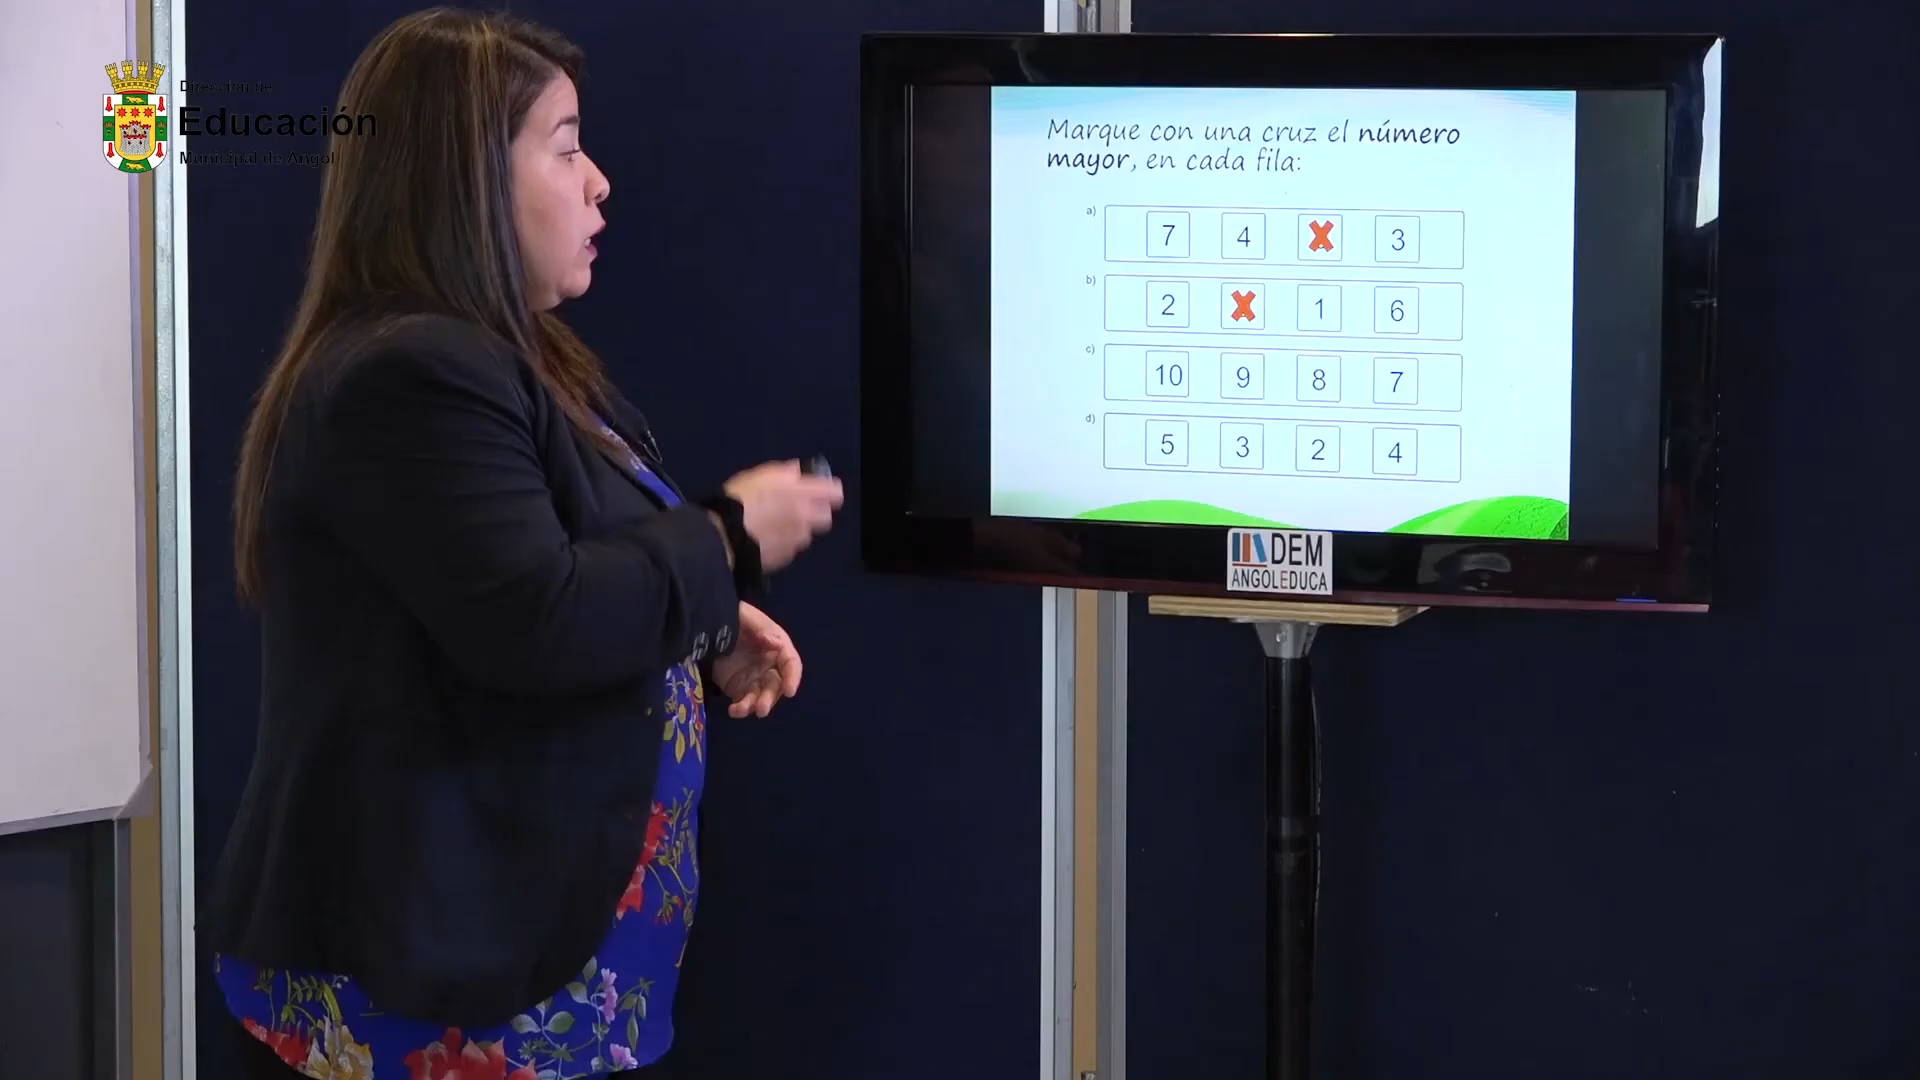 Dirección de
Educación
Municipal de Angol
Marque con una cruz el número
mayor, en cada fila:
a) 7 4 3
b) 2 1 6
c) 10 9 8 7
d) 5 3 2 4
DEM
ANGOLEDUCA